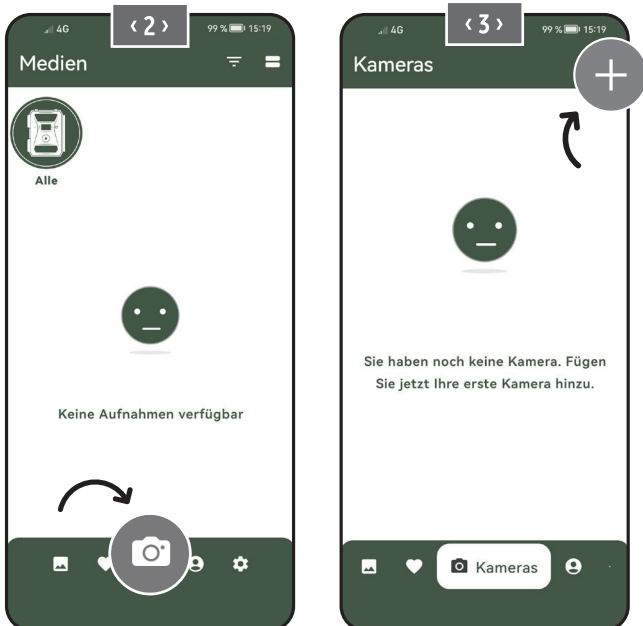 ‹2›
4G 99 % 15:19
Medien
Alle
Keine Aufnahmen verfügbar
‹3›
4G 99 % 15:19
Kameras
Sie haben noch keine Kamera. Fügen
Sie jetzt Ihre erste Kamera hinzu.
Kameras